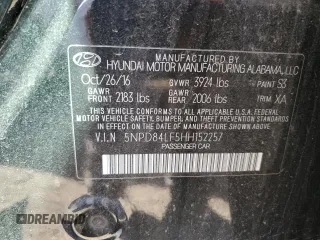 MANUFACTURED BY
HYUNDAI MOTOR MANUFACTURING ALABAMA, LLC
Oct/26/16 GVWR 3924 lbs PAINT S3
GAWR FRONT 2183 lbs GAWR REAR 2006 lbs TRIM XA
THIS VEHICLE CONFORMS TO ALL APPLICABLE U.S.A FEDERAL
MOTOR VEHICLE SAFETY, BUMPER, AND THEFT PREVENTION
STANDARDS IN EFFECT ON THE DATE OF MANUFACTURE
SHOWN ABOVE.
V.I.N 5NPD84LF5HH152257
PASSENGER CAR
DREAMBID